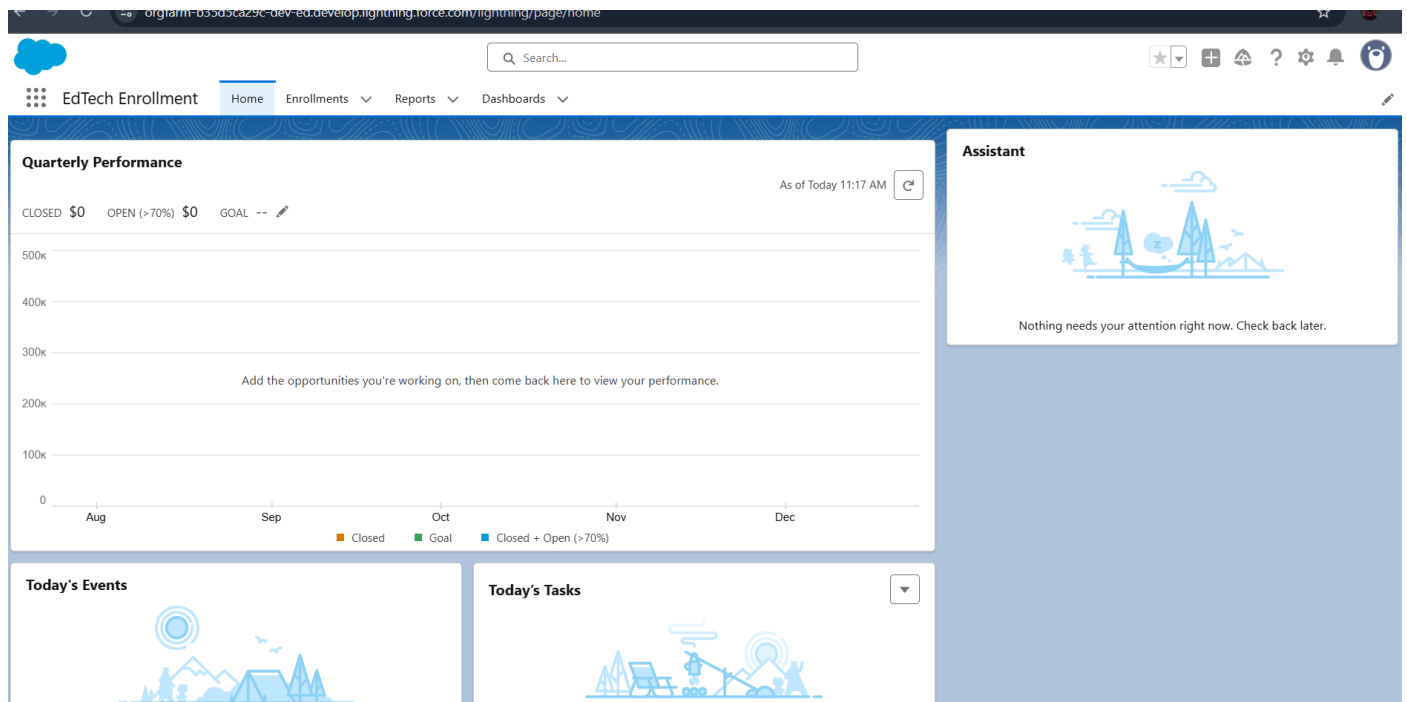 orgfarm-b35d5ca29c-dev-ed.develop.lightning.force.com/lightning/page/home
Search...
EdTech Enrollment Home Enrollments Reports Dashboards
Quarterly Performance
As of Today 11:17 AM
CLOSED $0 OPEN (>70%) $0 GOAL --
500K
400K
300K
Add the opportunities you're working on, then come back here to view your performance.
200K
100K
0
Aug Sep Oct Nov Dec
Closed Goal Closed + Open (>70%)
Assistant
z
Nothing needs your attention right now. Check back later.
Today's Events
Today's Tasks